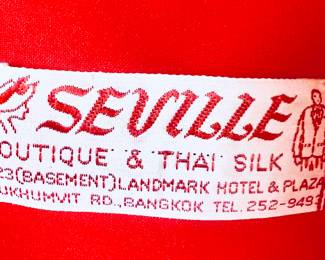 SEVILLE
OUTIQUE & THAI SILK
23(BASEMENT)LANDMARK HOTEL & PLAZA
UKHUMVIT RD.,BANGKOK TEL. 252-949